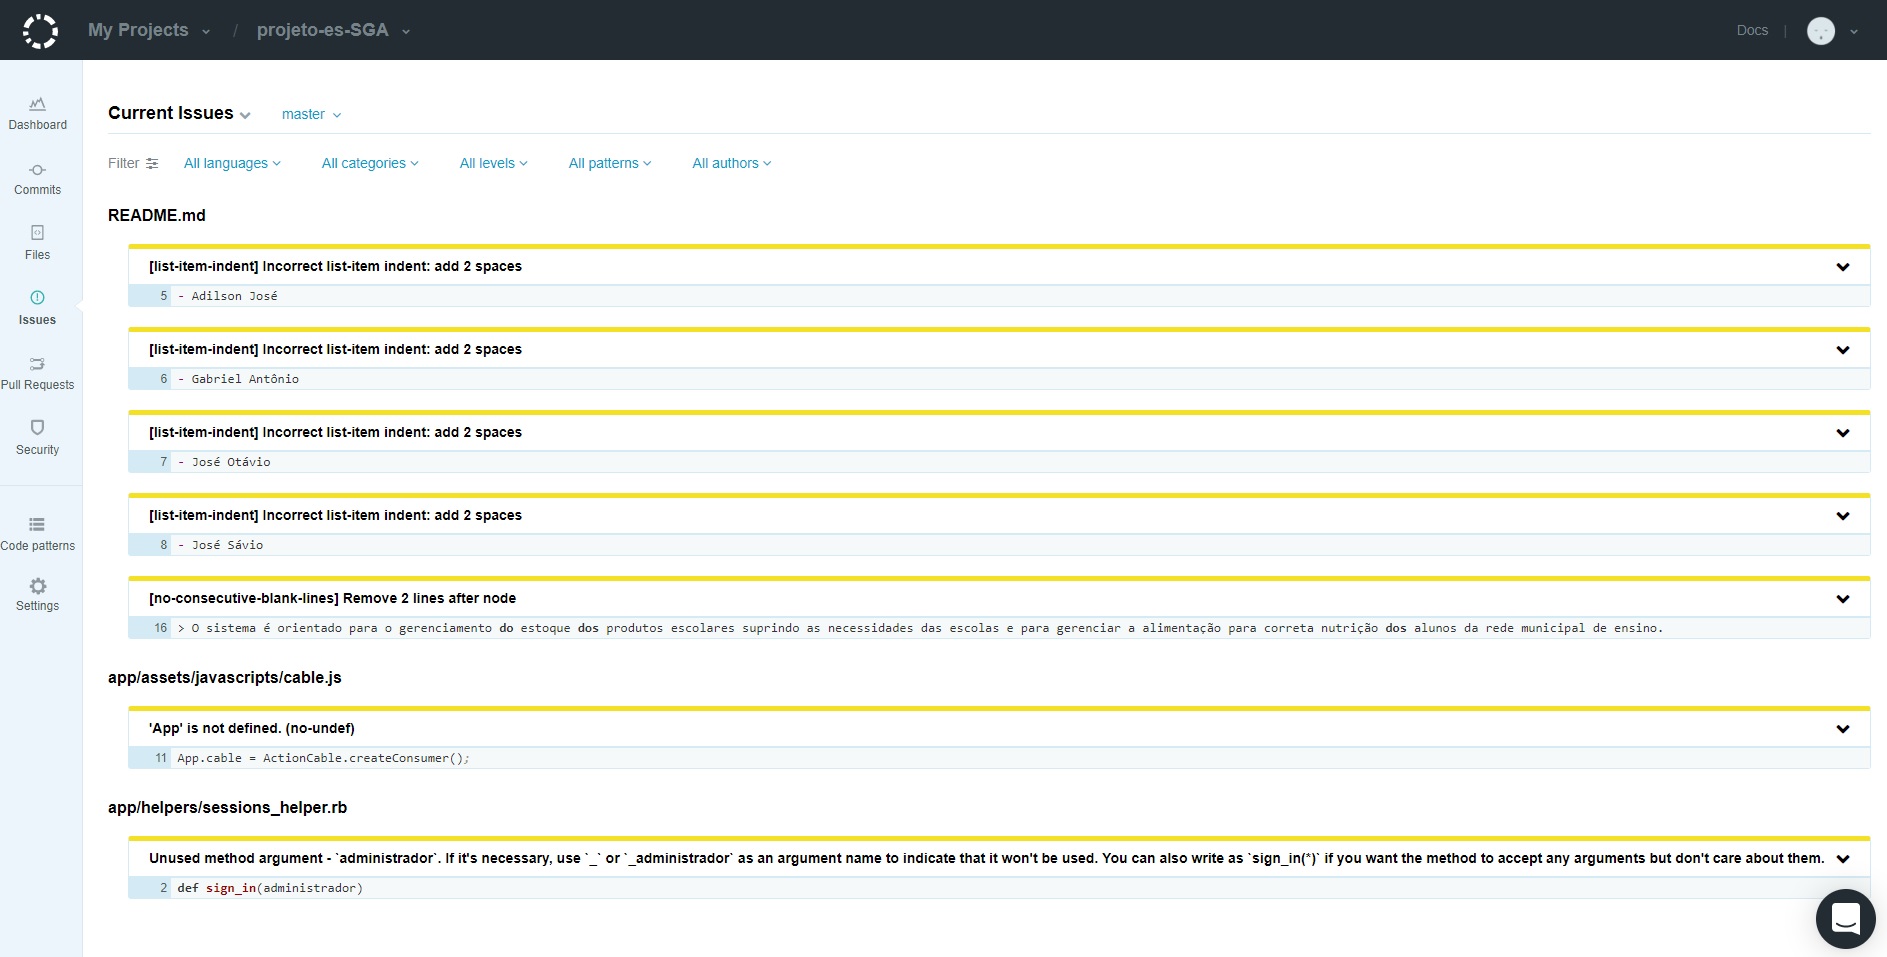 My Projects / projeto-es-SGA Docs |
Dashboard
Commits
Files
Issues
Pull Requests
Security
Code patterns
Settings
Current Issues master
Filter All languages All categories All levels All patterns All authors
README.md
[list-item-indent] Incorrect list-item indent: add 2 spaces
5 - Adilson José
[list-item-indent] Incorrect list-item indent: add 2 spaces
6 - Gabriel Antônio
[list-item-indent] Incorrect list-item indent: add 2 spaces
7 - José Otávio
[list-item-indent] Incorrect list-item indent: add 2 spaces
8 - José Sávio
[no-consecutive-blank-lines] Remove 2 lines after node
16 > O sistema é orientado para o gerenciamento do estoque dos produtos escolares suprindo as necessidades das escolas e para gerenciar a alimentação para correta nutrição dos alunos da rede municipal de ensino.
app/assets/javascripts/cable.js
'App' is not defined. (no-undef)
11 App.cable = ActionCable.createConsumer();
app/helpers/sessions_helper.rb
Unused method argument - `administrador`. If it's necessary, use `_` or `_administrador` as an argument name to indicate that it won't be used. You can also write as `sign_in(*)` if you want the method to accept any arguments but don't care about them.
2 def sign_in(administrador)